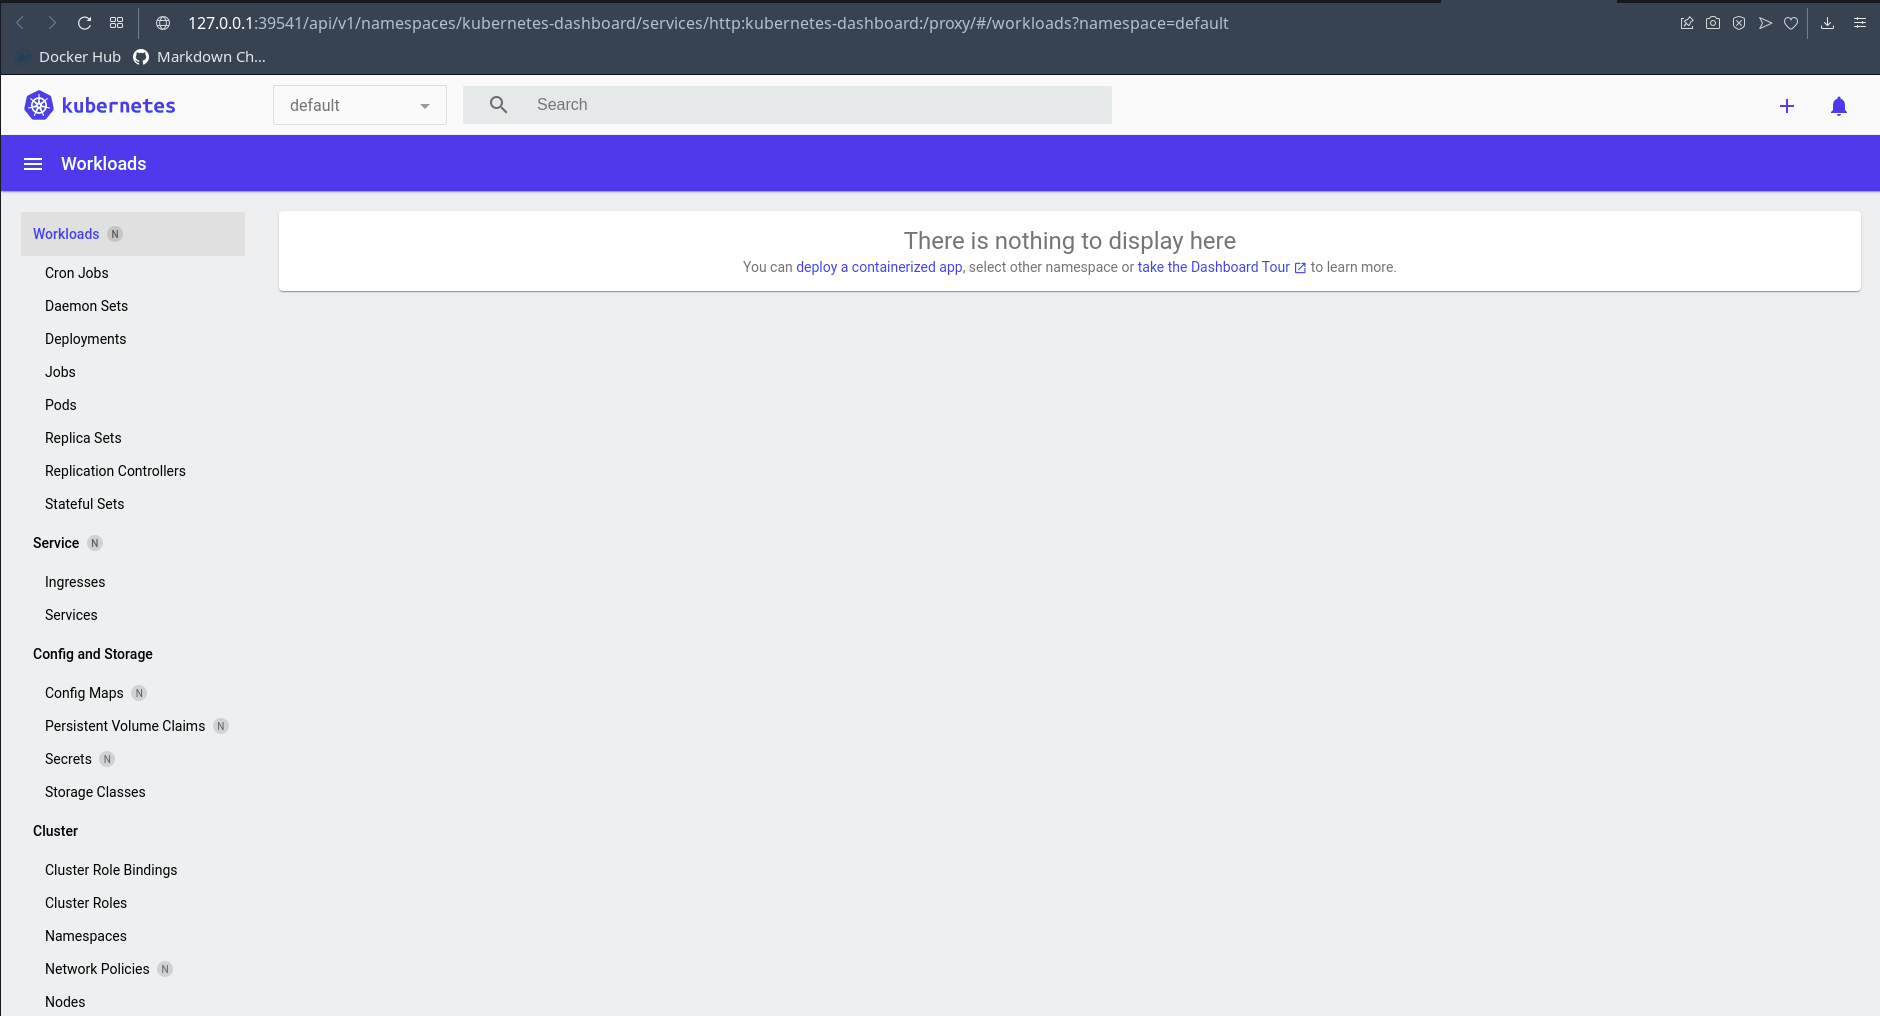 127.0.0.1:39541/api/v1/namespaces/kubernetes-dashboard/services/http:kubernetes-dashboard:/proxy/#/workloads?namespace=default
Docker Hub Markdown Ch...
kubernetes default Search
Workloads
Workloads N
Cron Jobs
Daemon Sets
Deployments
Jobs
Pods
Replica Sets
Replication Controllers
Stateful Sets
Service N
Ingresses
Services
Config and Storage
Config Maps N
Persistent Volume Claims N
Secrets N
Storage Classes
Cluster
Cluster Role Bindings
Cluster Roles
Namespaces
Network Policies N
Nodes
There is nothing to display here
You can deploy a containerized app, select other namespace or take the Dashboard Tour to learn more.